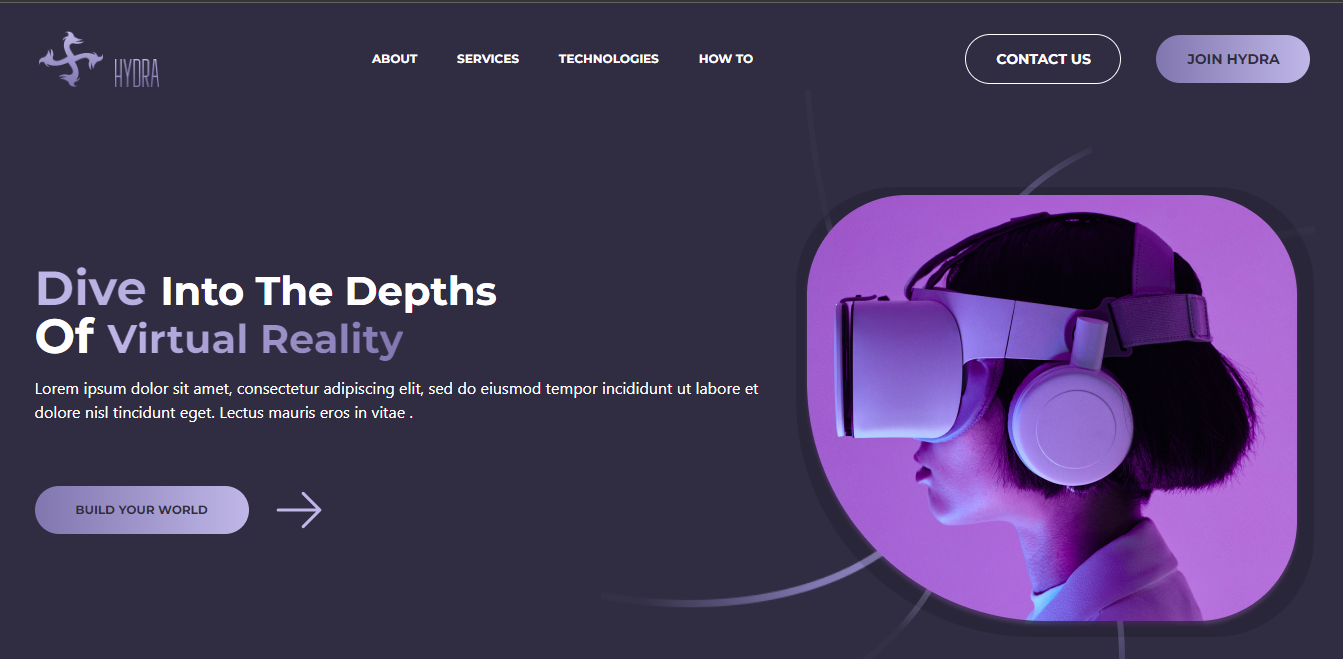 HYDRA
ABOUT SERVICES TECHNOLOGIES HOW TO
CONTACT US
JOIN HYDRA
Dive Into The Depths
Of Virtual Reality
Lorem ipsum dolor sit amet, consectetur adipiscing elit, sed do eiusmod tempor incididunt ut labore et
dolore nisl tincidunt eget. Lectus mauris eros in vitae .
BUILD YOUR WORLD